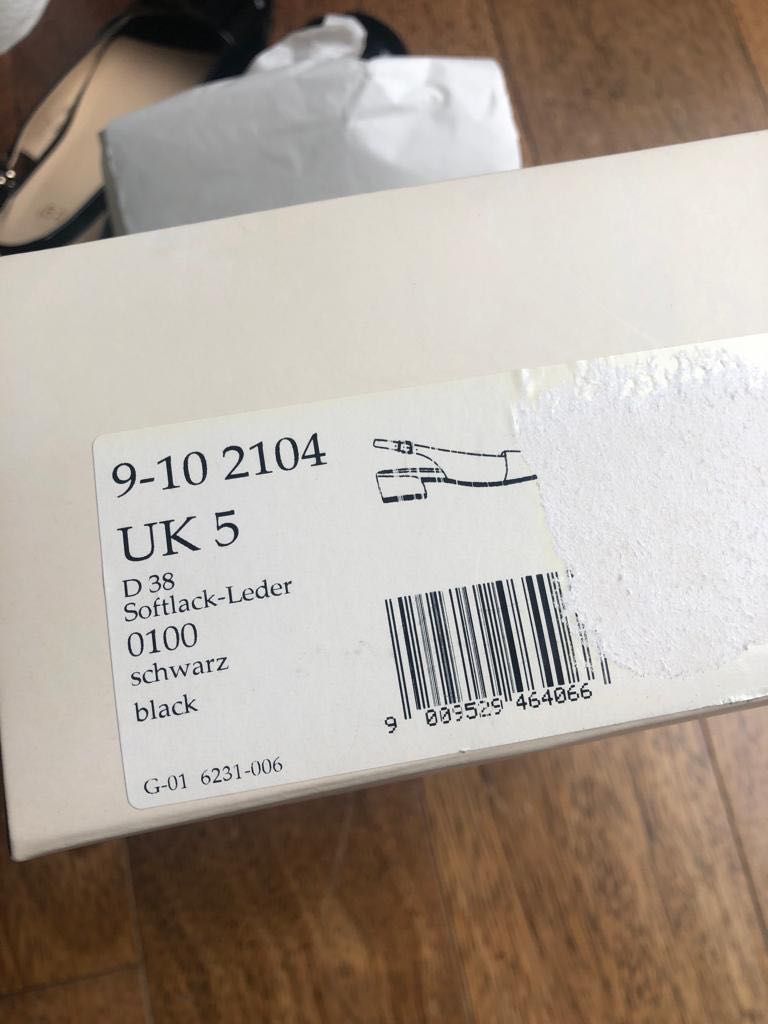 9-10 2104
UK 5
D 38
Softlack-Leder
0100
schwarz
black
G-01 6231-006
9 009529 464066